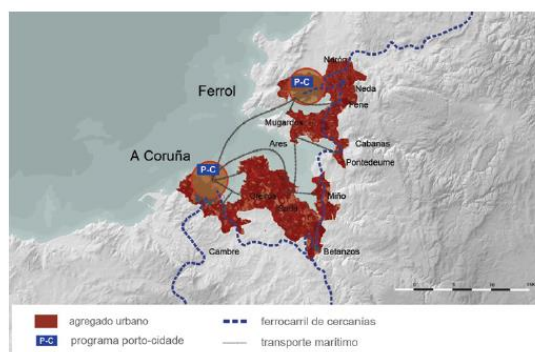 Narón
P-C
Ferrol
Neda
Fene
Mugardos
Ares
Cabanas
Pontedeume
A Coruña
P-C
Miño
Cambre
Betanzos
agregado urbano
ferrocarril de cercanías
P-C programa porto-cidade
transporte marítimo